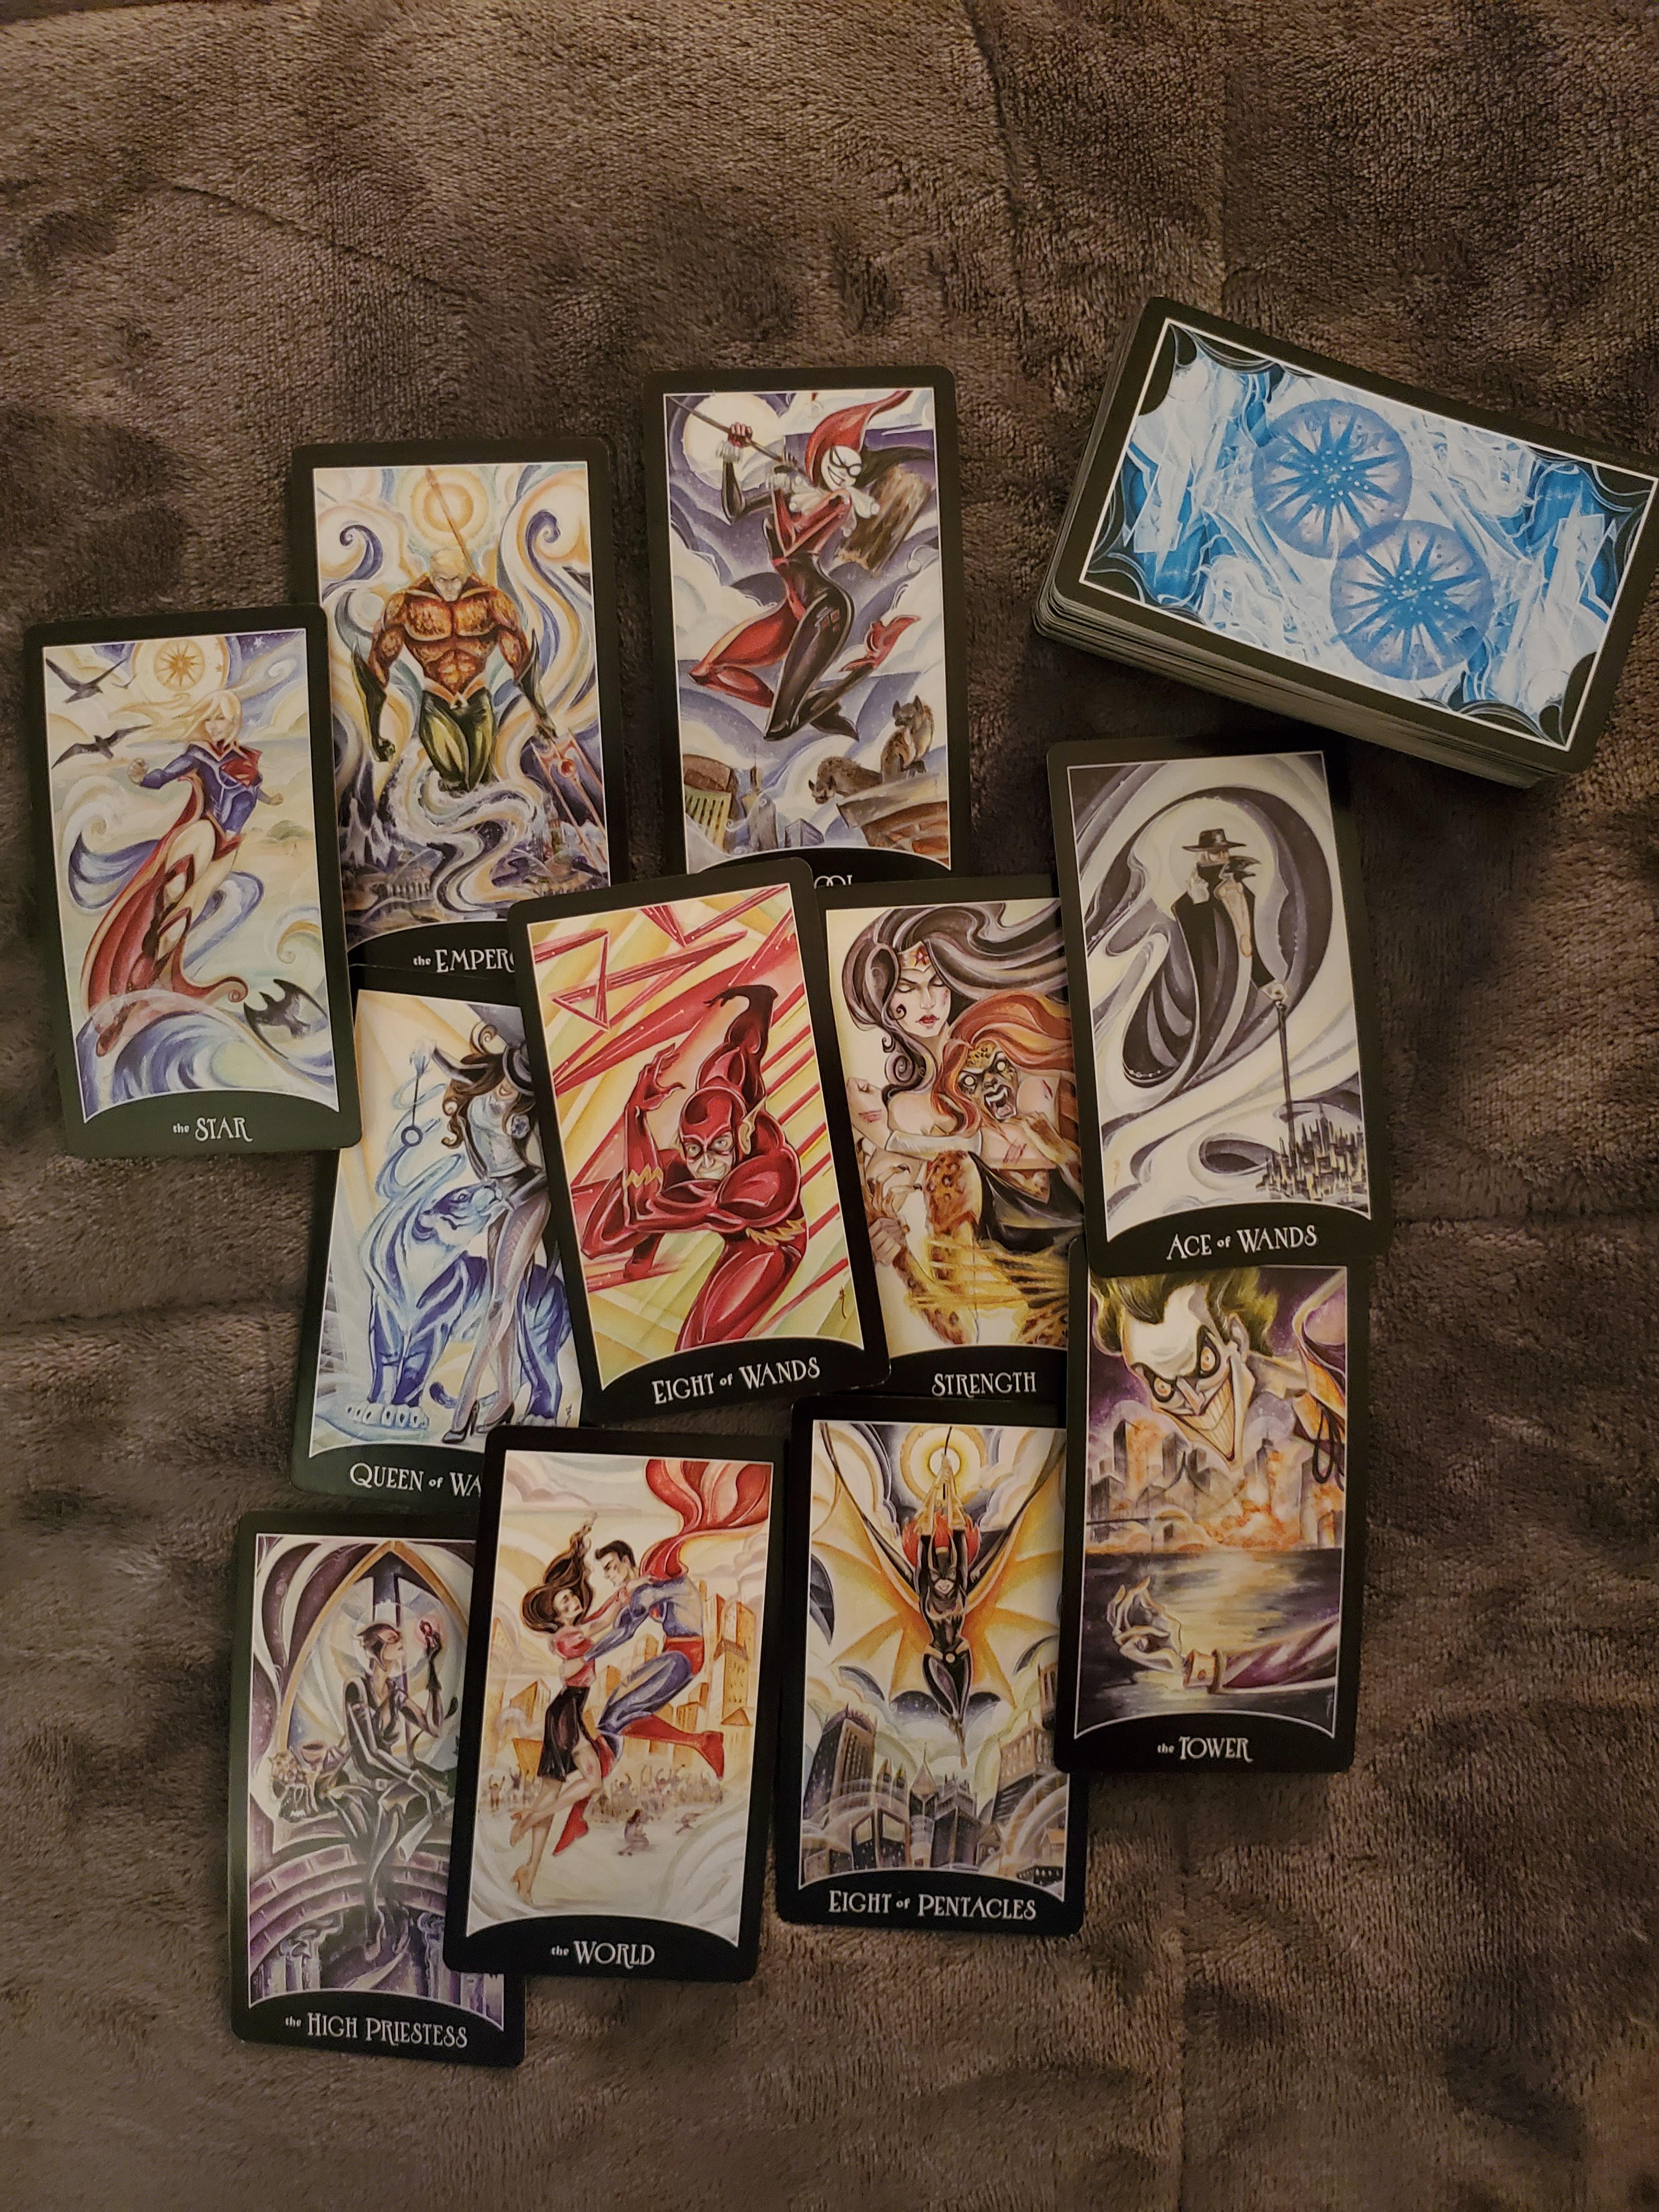 the STAR
the EMPER
EIGHT of WANDS
STRENGTH
ACE of WANDS
QUEEN of WA
the WORLD
EIGHT of PENTACLES
the TOWER
the HIGH PRIESTESS